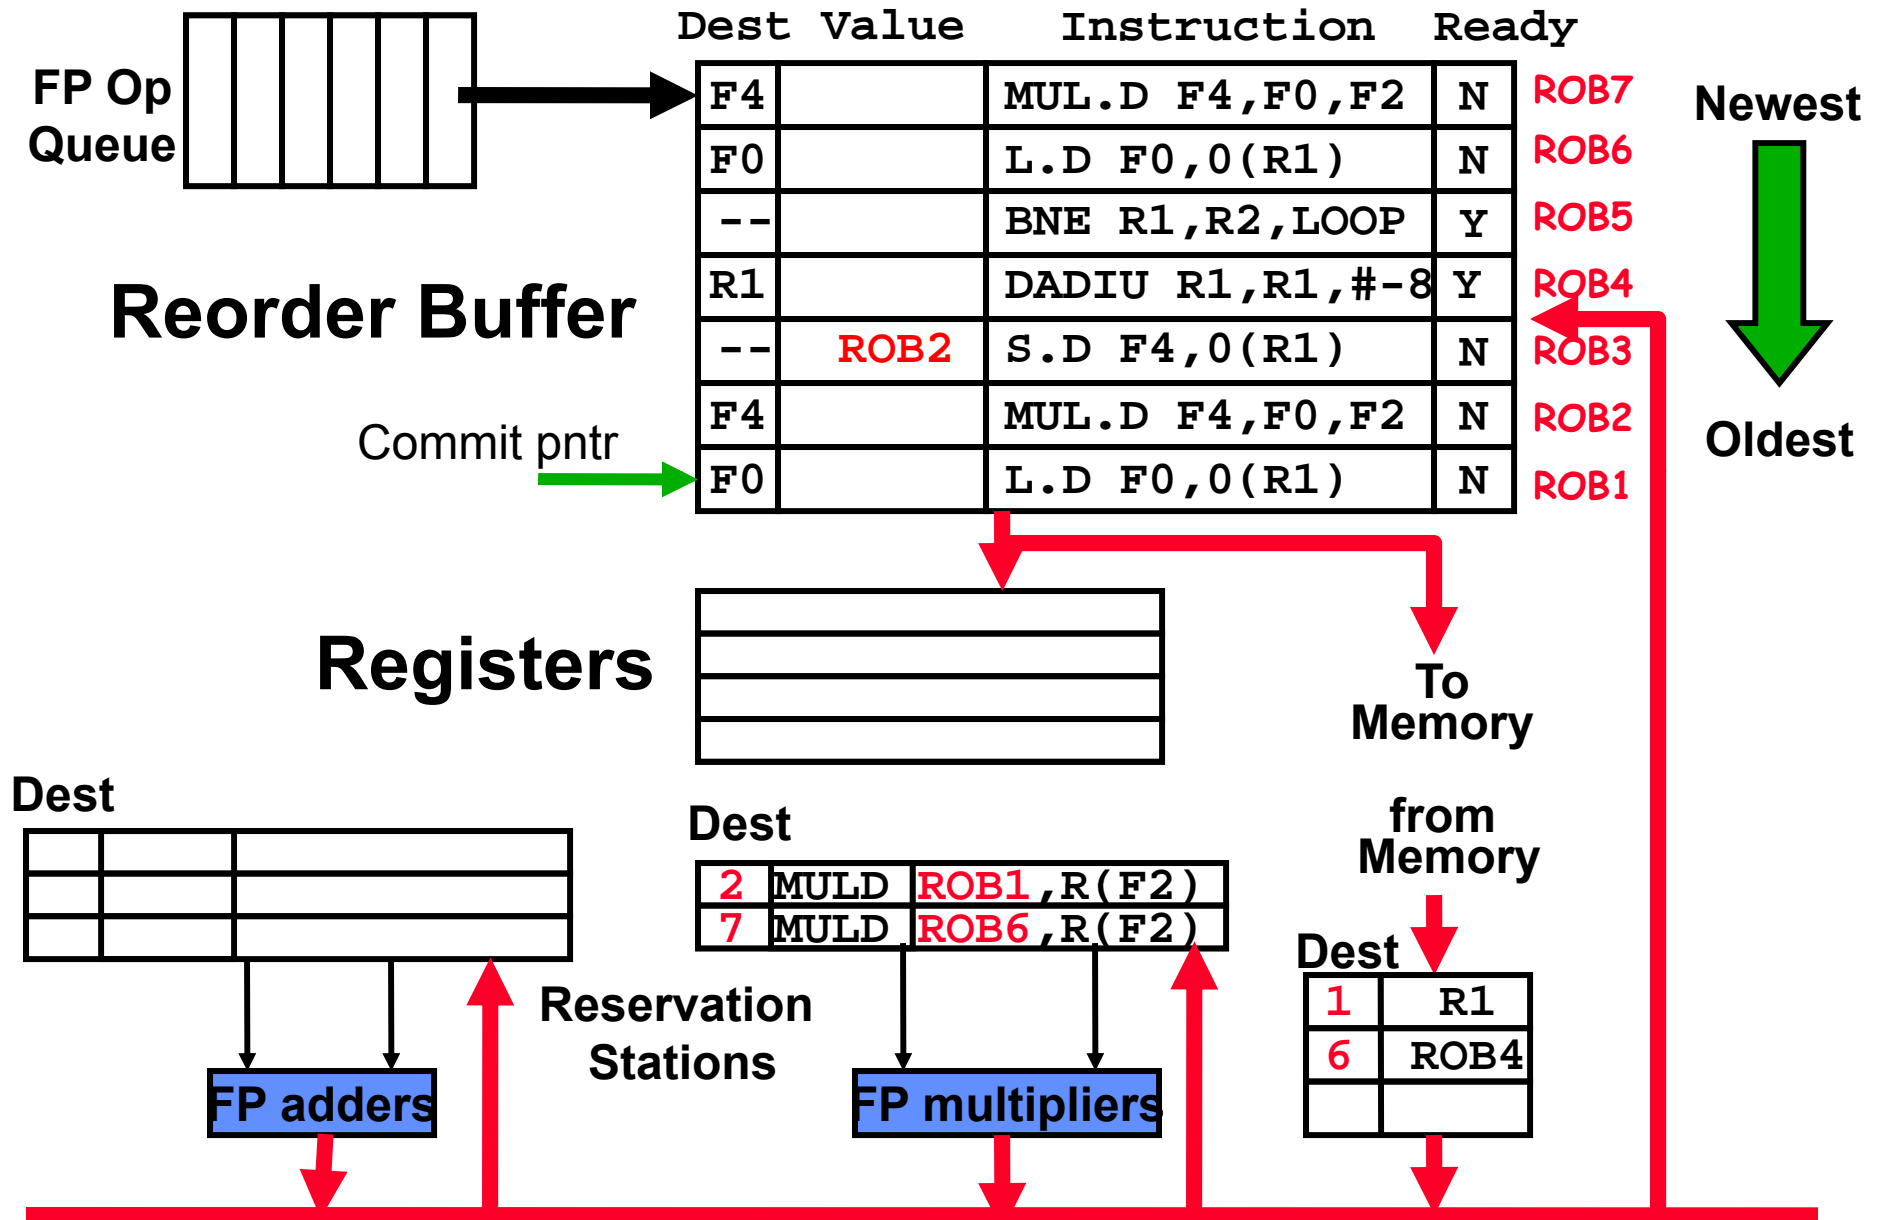 Dest Value Instruction Ready
FP Op
Queue
F4 MUL.D F4,F0,F2 N ROB7
F0 L.D F0,0(R1) N ROB6
-- BNE R1,R2,LOOP Y ROB5
R1 DADIU R1,R1,#-8 Y ROB4
-- ROB2 S.D F4,0(R1) N ROB3
F4 MUL.D F4,F0,F2 N ROB2
F0 L.D F0,0(R1) N ROB1
Newest
Oldest
Reorder Buffer
Commit pntr
Registers
To
Memory
from
Memory
Dest
Dest
2 MULD ROB1,R(F2)
7 MULD ROB6,R(F2)
Dest
1 R1
6 ROB4
Reservation
Stations
FP adders
FP multipliers